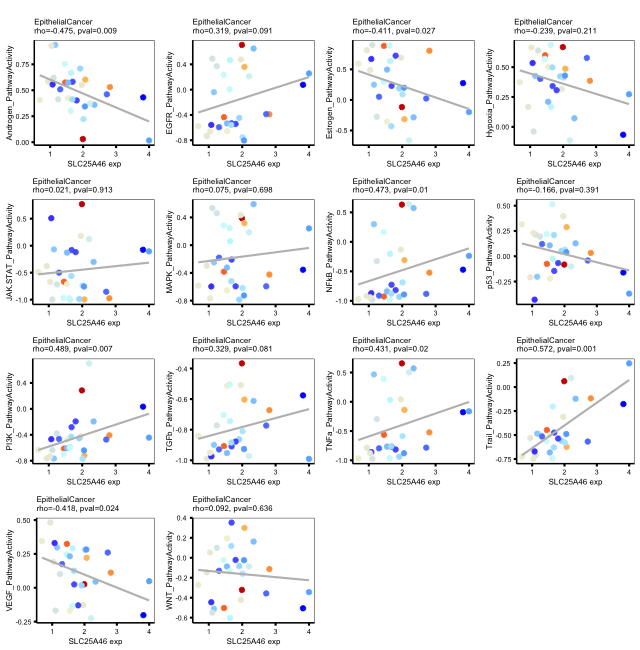 EpithelialCancer
rho=-0.475, pval=0.009
Androgen_PathwayActivity
0.75
0.50
0.25
0.00
1 2 3 4
SLC25A46 exp
EpithelialCancer
rho=0.319, pval=0.091
EGFR_PathwayActivity
0.4
0.0
-0.4
-0.8
1 2 3 4
SLC25A46 exp
EpithelialCancer
rho=-0.411, pval=0.027
Estrogen_PathwayActivity
0.5
0.0
-0.5
1 2 3 4
SLC25A46 exp
EpithelialCancer
rho=-0.239, pval=0.211
Hypoxia_PathwayActivity
0.50
0.25
0.00
1 2 3 4
SLC25A46 exp
EpithelialCancer
rho=0.021, pval=0.913
JAK-STAT_PathwayActivity
0.5
0.0
-0.5
-1.0
1 2 3 4
SLC25A46 exp
EpithelialCancer
rho=0.075, pval=0.698
MAPK_PathwayActivity
0.4
0.0
-0.4
-0.8
1 2 3 4
SLC25A46 exp
EpithelialCancer
rho=0.473, pval=0.01
NFkB_PathwayActivity
0.5
0.0
-0.5
-1.0
1 2 3 4
SLC25A46 exp
EpithelialCancer
rho=-0.166, pval=0.391
p53_PathwayActivity
0.50
0.25
0.00
-0.25
1 2 3 4
SLC25A46 exp
EpithelialCancer
rho=0.489, pval=0.007
PI3K_PathwayActivity
0.4
0.0
-0.4
-0.8
1 2 3 4
SLC25A46 exp
EpithelialCancer
rho=0.329, pval=0.081
TGFb_PathwayActivity
-0.4
-0.6
-0.8
-1.0
1 2 3 4
SLC25A46 exp
EpithelialCancer
rho=0.431, pval=0.02
TNFa_PathwayActivity
0.5
0.0
-0.5
-1.0
1 2 3 4
SLC25A46 exp
EpithelialCancer
rho=0.572, pval=0.001
Trail_PathwayActivity
0.25
0.00
-0.25
-0.50
-0.75
1 2 3 4
SLC25A46 exp
EpithelialCancer
rho=-0.418, pval=0.024
VEGF_PathwayActivity
0.50
0.25
0.00
-0.25
1 2 3 4
SLC25A46 exp
EpithelialCancer
rho=0.092, pval=0.636
WNT_PathwayActivity
0.4
0.2
0.0
-0.2
-0.4
-0.6
1 2 3 4
SLC25A46 exp